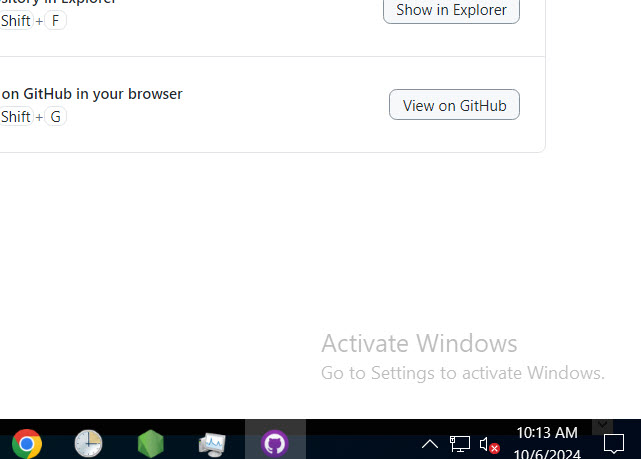 sitory in Explorer
Shift + F
Show in Explorer
on GitHub in your browser
Shift + G
View on GitHub
Activate Windows
Go to Settings to activate Windows.
10:13 AM
10/6/2024